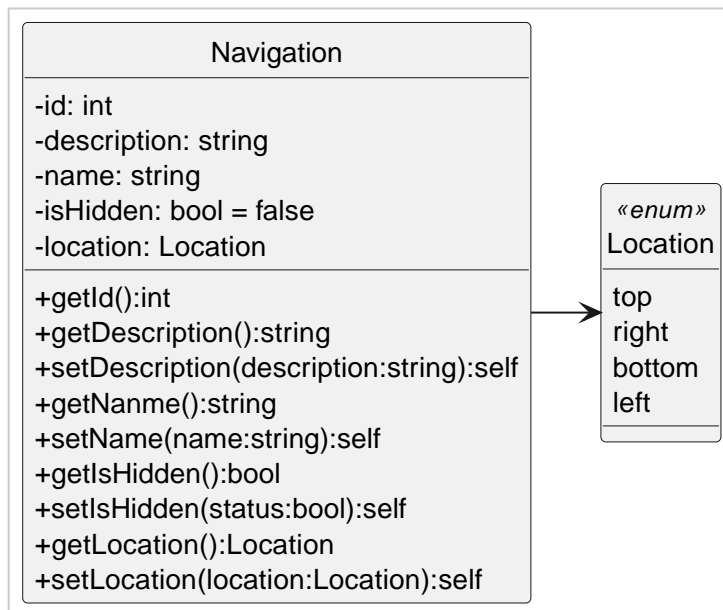 Navigation
-id: int
-description: string
-name: string
-isHidden: bool = false
-location: Location
+getId():int
+getDescription():string
+setDescription(description:string):self
+getNanme():string
+setName(name:string):self
+getIsHidden():bool
+setIsHidden(status:bool):self
+getLocation():Location
+setLocation(location:Location):self
«enum»
Location
top
right
bottom
left